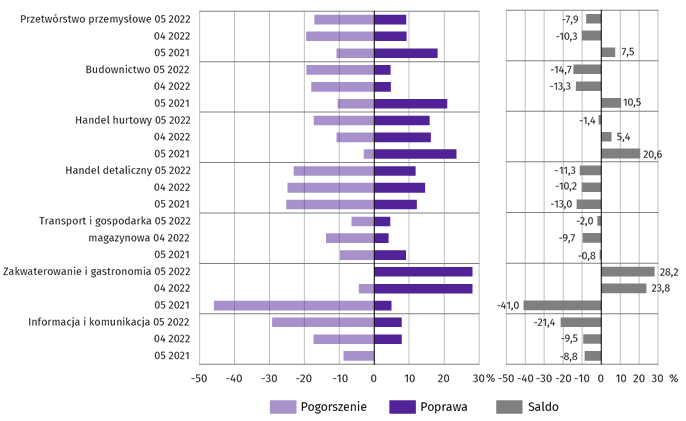 Przetwórstwo przemysłowe 05 2022 -7,9
04 2022 -10,3
05 2021 7,5
Budownictwo 05 2022 -14,7
04 2022 -13,3
05 2021 10,5
Handel hurtowy 05 2022 -1,4
04 2022 5,4
05 2021 20,6
Handel detaliczny 05 2022 -11,3
04 2022 -10,2
05 2021 -13,0
Transport i gospodarka 05 2022 -2,0
magazynowa 04 2022 -9,7
05 2021 -0,8
Zakwaterowanie i gastronomia 05 2022 28,2
04 2022 23,8
05 2021 -41,0
Informacja i komunikacja 05 2022 -21,4
04 2022 -9,5
05 2021 -8,8
-50 -40 -30 -20 -10 0 10 20 30 % -50 -40 -30 -20 -10 0 10 20 30 %
Pogorszenie Poprawa Saldo